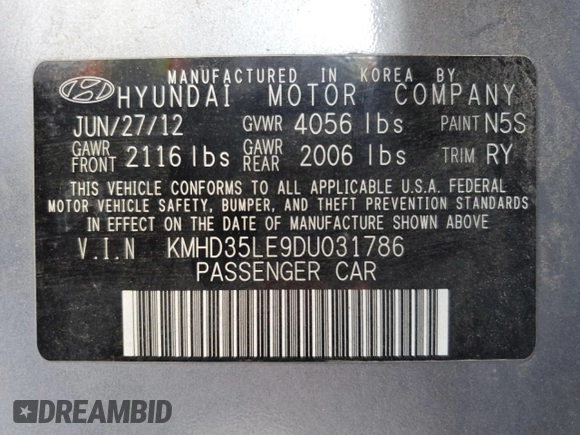 MANUFACTURED IN KOREA BY
HYUNDAI MOTOR COMPANY
JUN/27/12 GVWR 4056 lbs PAINT N5S
GAWR FRONT 2116 lbs GAWR REAR 2006 lbs TRIM RY
THIS VEHICLE CONFORMS TO ALL APPLICABLE U.S.A. FEDERAL
MOTOR VEHICLE SAFETY, BUMPER, AND THEFT PREVENTION STANDARDS
IN EFFECT ON THE DATE OF MANUFACTURE SHOWN ABOVE
V.I.N KMHD35LE9DU031786
PASSENGER CAR
DREAMBID